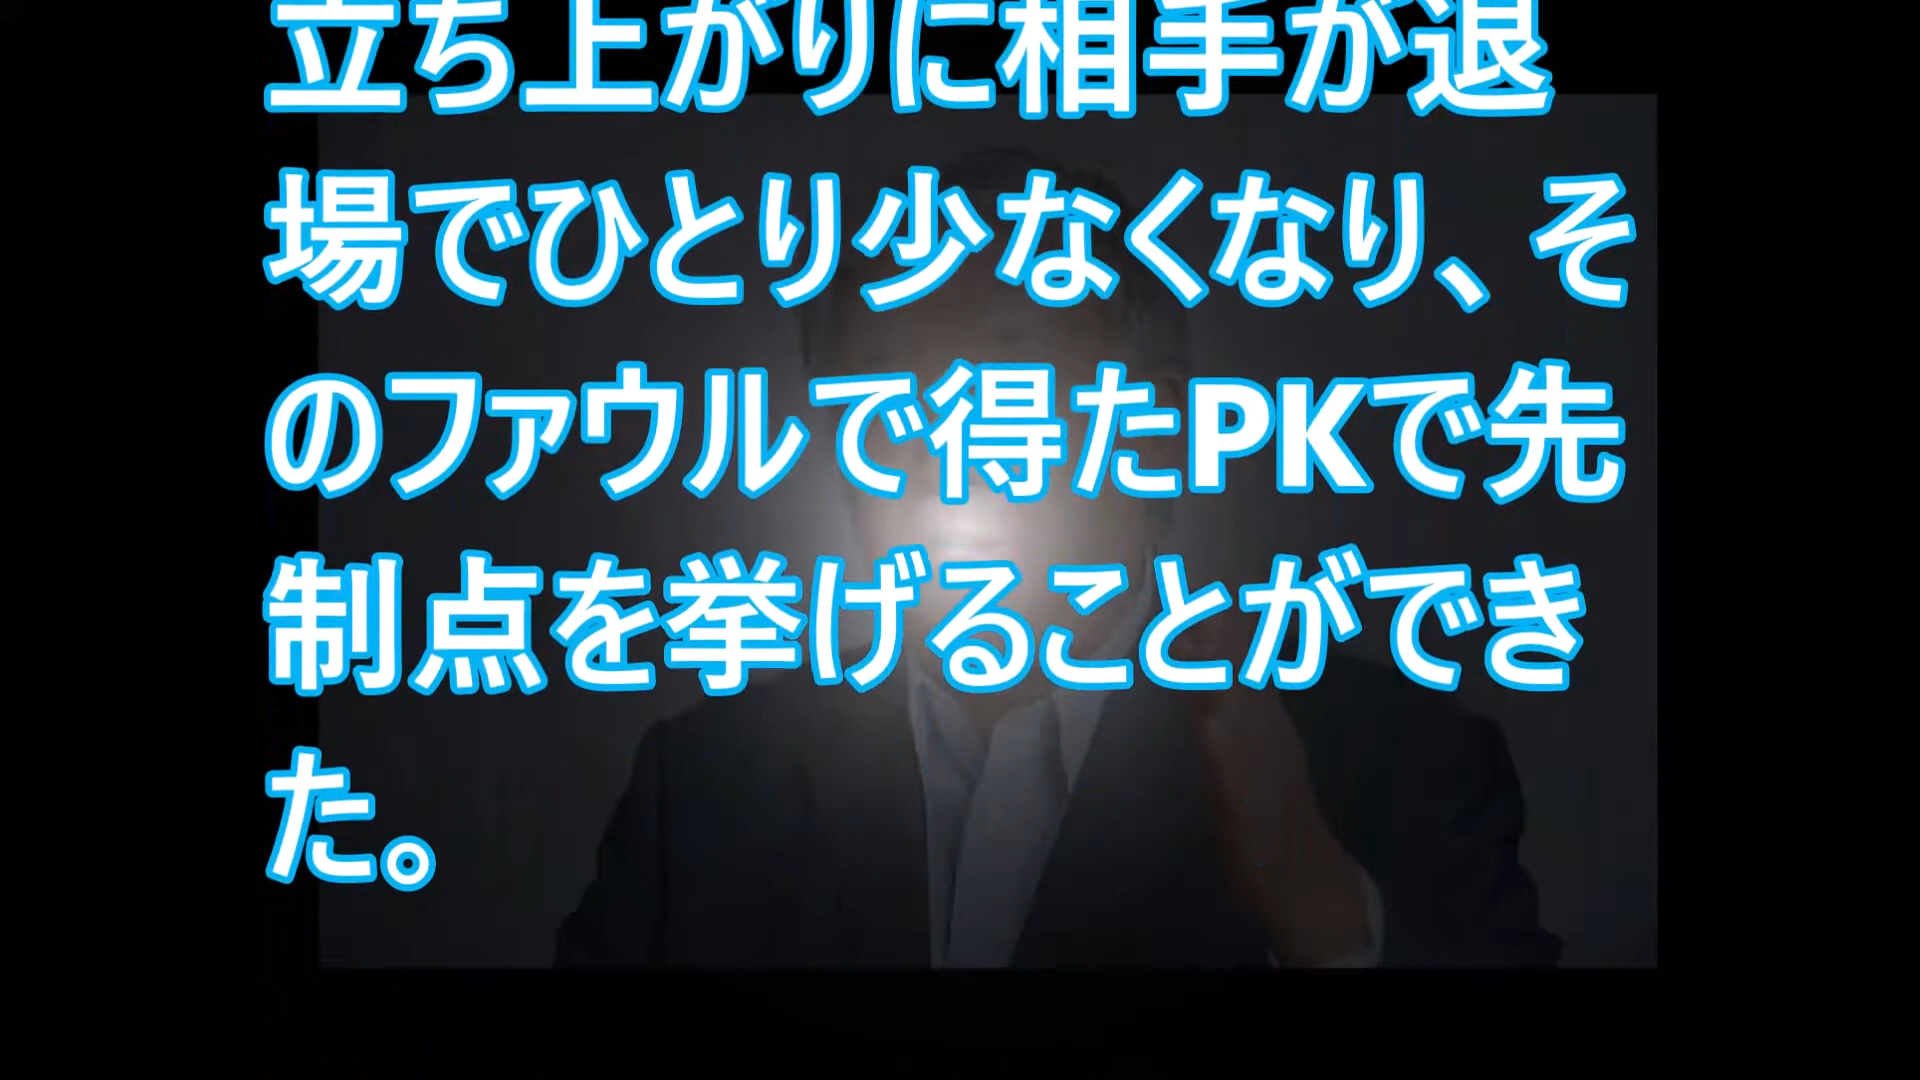 立ち上がりに相手が退
場でひとり少なくなり、そ
のファウルで得たPKで先
制点を挙げることができ
た。